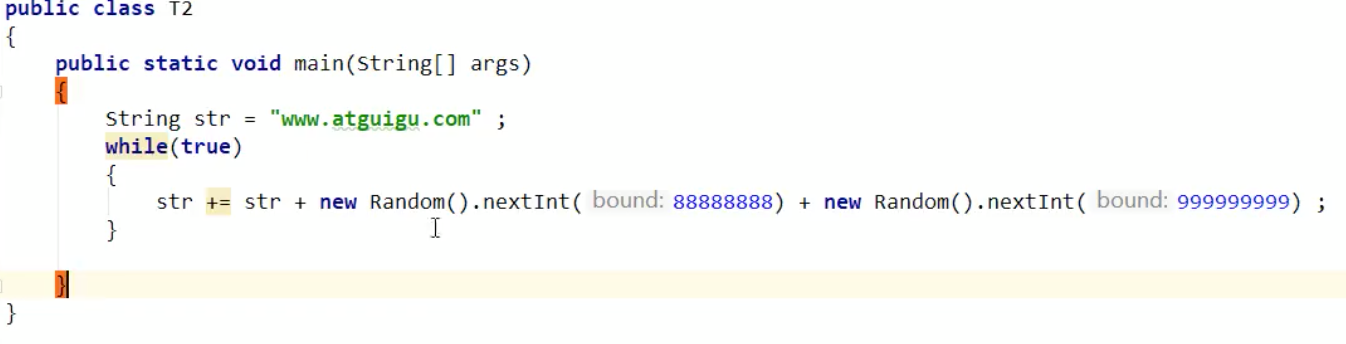 public class T2
{
    public static void main(String[] args)
    {
        String str = "www.atguigu.com" ;
        while(true)
        {
            str += str + new Random().nextInt( bound: 88888888) + new Random().nextInt( bound: 999999999) ;
        }
    }
}